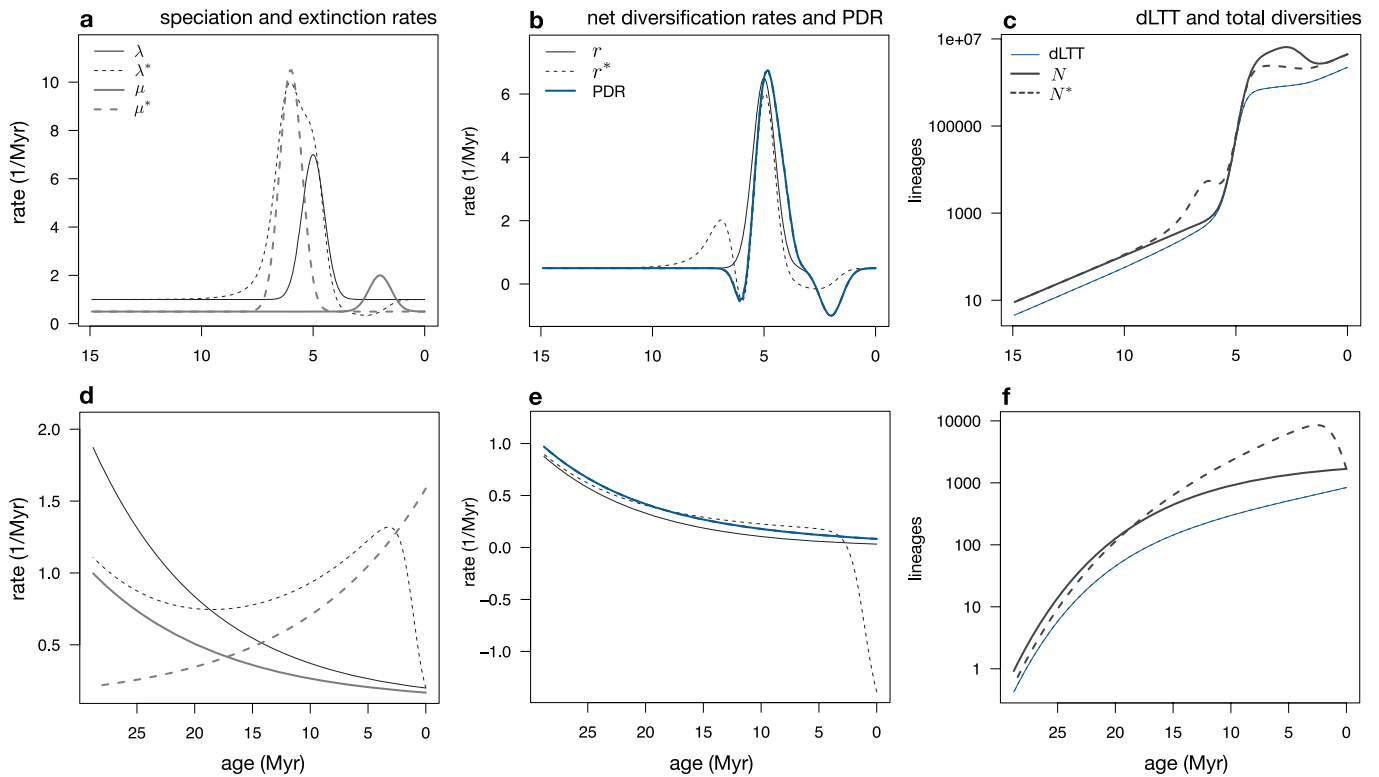 a speciation and extinction rates
λ
λ*
μ
μ*
rate (1/Myr)
10
8
6
4
2
0
15 10 5 0
b net diversification rates and PDR
r
r*
PDR
rate (1/Myr)
6
4
2
0
15 10 5 0
c dLTT and total diversities
dLTT
N
N*
lineages
1e+07
100000
1000
10
15 10 5 0
d
rate (1/Myr)
2.0
1.5
1.0
0.5
25 20 15 10 5 0
age (Myr)
e
rate (1/Myr)
1.0
0.5
0.0
−0.5
−1.0
25 20 15 10 5 0
age (Myr)
f
lineages
10000
1000
100
10
1
25 20 15 10 5 0
age (Myr)